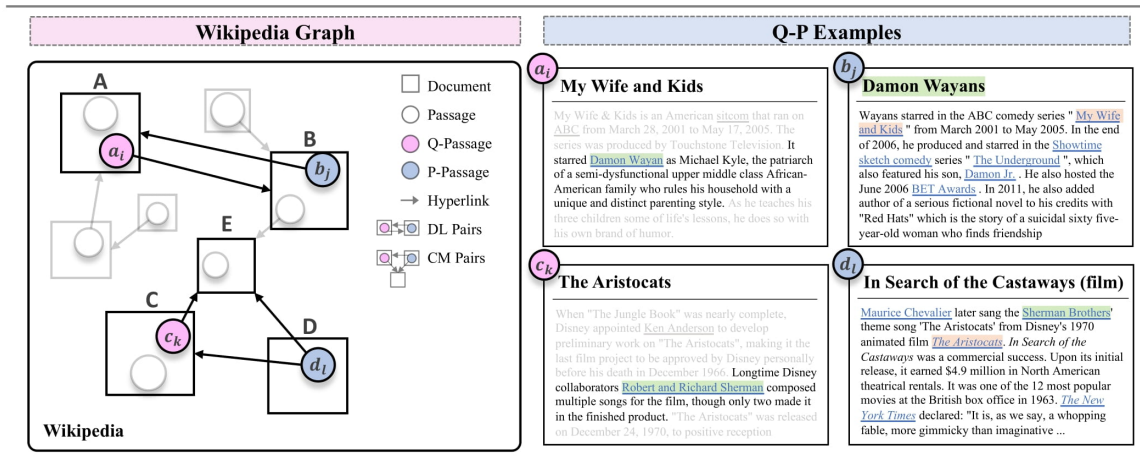 Wikipedia Graph
Q-P Examples
A
a_i
B
b_j
E
C
c_k
D
d_l
Wikipedia
Document
Passage
Q-Passage
P-Passage
Hyperlink
DL Pairs
CM Pairs
a_i
My Wife and Kids
My Wife & Kids is an American sitcom that ran on
ABC from March 28, 2001 to May 17, 2005. The
series was produced by Touchstone Television. It
starred Damon Wayan as Michael Kyle, the patriarch
of a semi-dysfunctional upper middle class African-
American family who rules his household with a
unique and distinct parenting style. As he teaches his
three children some of life's lessons, he does so with
his own brand of humor.
b_j
Damon Wayans
Wayans starred in the ABC comedy series " My Wife
and Kids " from March 2001 to May 2005. In the end
of 2006, he produced and starred in the Showtime
sketch comedy series " The Underground ", which
also featured his son, Damon Jr. . He also hosted the
June 2006 BET Awards . In 2011, he also added
author of a serious fictional novel to his credits with
"Red Hats" which is the story of a suicidal sixty five-
year-old woman who finds friendship
c_k
The Aristocats
When "The Jungle Book" was nearly complete,
Disney appointed Ken Anderson to develop
preliminary work on "The Aristocats", making it the
last film project to be approved by Disney personally
before his death in December 1966. Longtime Disney
collaborators Robert and Richard Sherman composed
multiple songs for the film, though only two made it
in the finished product. "The Aristocats" was released
on December 24, 1970, to positive reception
d_l
In Search of the Castaways (film)
Maurice Chevalier later sang the Sherman Brothers'
theme song 'The Aristocats' from Disney's 1970
animated film The Aristocats. In Search of the
Castaways was a commercial success. Upon its initial
release, it earned $4.9 million in North American
theatrical rentals. It was one of the 12 most popular
movies at the British box office in 1963. The New
York Times declared: "It is, as we say, a whopping
fable, more gimmicky than imaginative ...